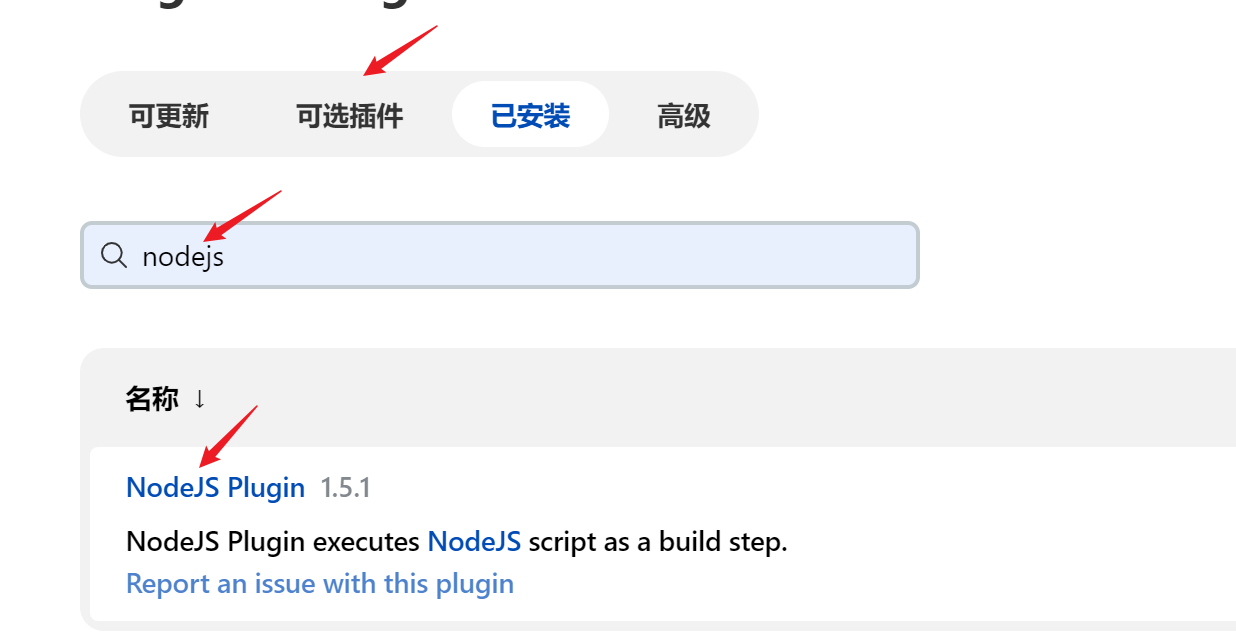 可更新 可选插件 已安装 高级
nodejs
名称 ↓
NodeJS Plugin 1.5.1
NodeJS Plugin executes NodeJS script as a build step.
Report an issue with this plugin